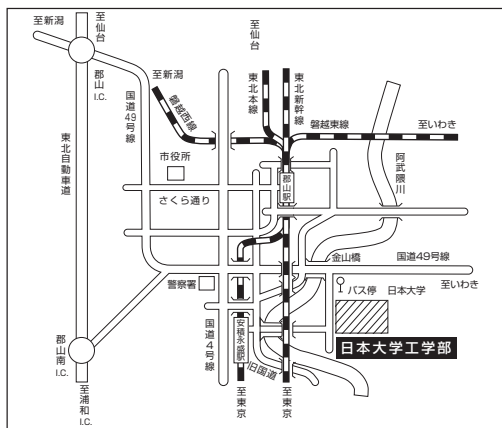 至新潟
至仙台
郡山
I.C.
国道49号線
東北自動車道
至新潟
磐越西線
至仙台
東北本線
東北新幹線
磐越東線
至いわき
阿武隈川
市役所
さくら通り
郡山駅
金山橋
国道49号線
至いわき
警察署
バス停 日本大学
日本大学工学部
国道4号線
安積永盛駅
旧国道
郡山南
I.C.
至浦和
I.C.
至東京
至東京